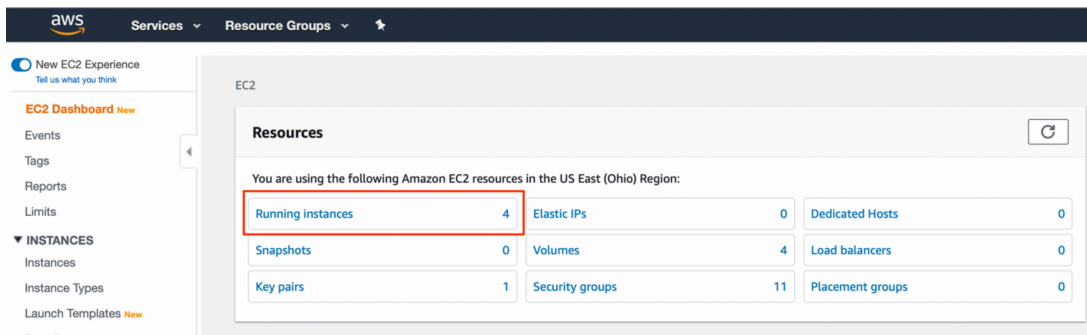 aws
Services
Resource Groups
New EC2 Experience
Tell us what you think
EC2 Dashboard New
Events
Tags
Reports
Limits
INSTANCES
Instances
Instance Types
Launch Templates New
EC2
Resources
You are using the following Amazon EC2 resources in the US East (Ohio) Region:
Running instances 4
Elastic IPs 0
Dedicated Hosts 0
Snapshots 0
Volumes 4
Load balancers 0
Key pairs 1
Security groups 11
Placement groups 0